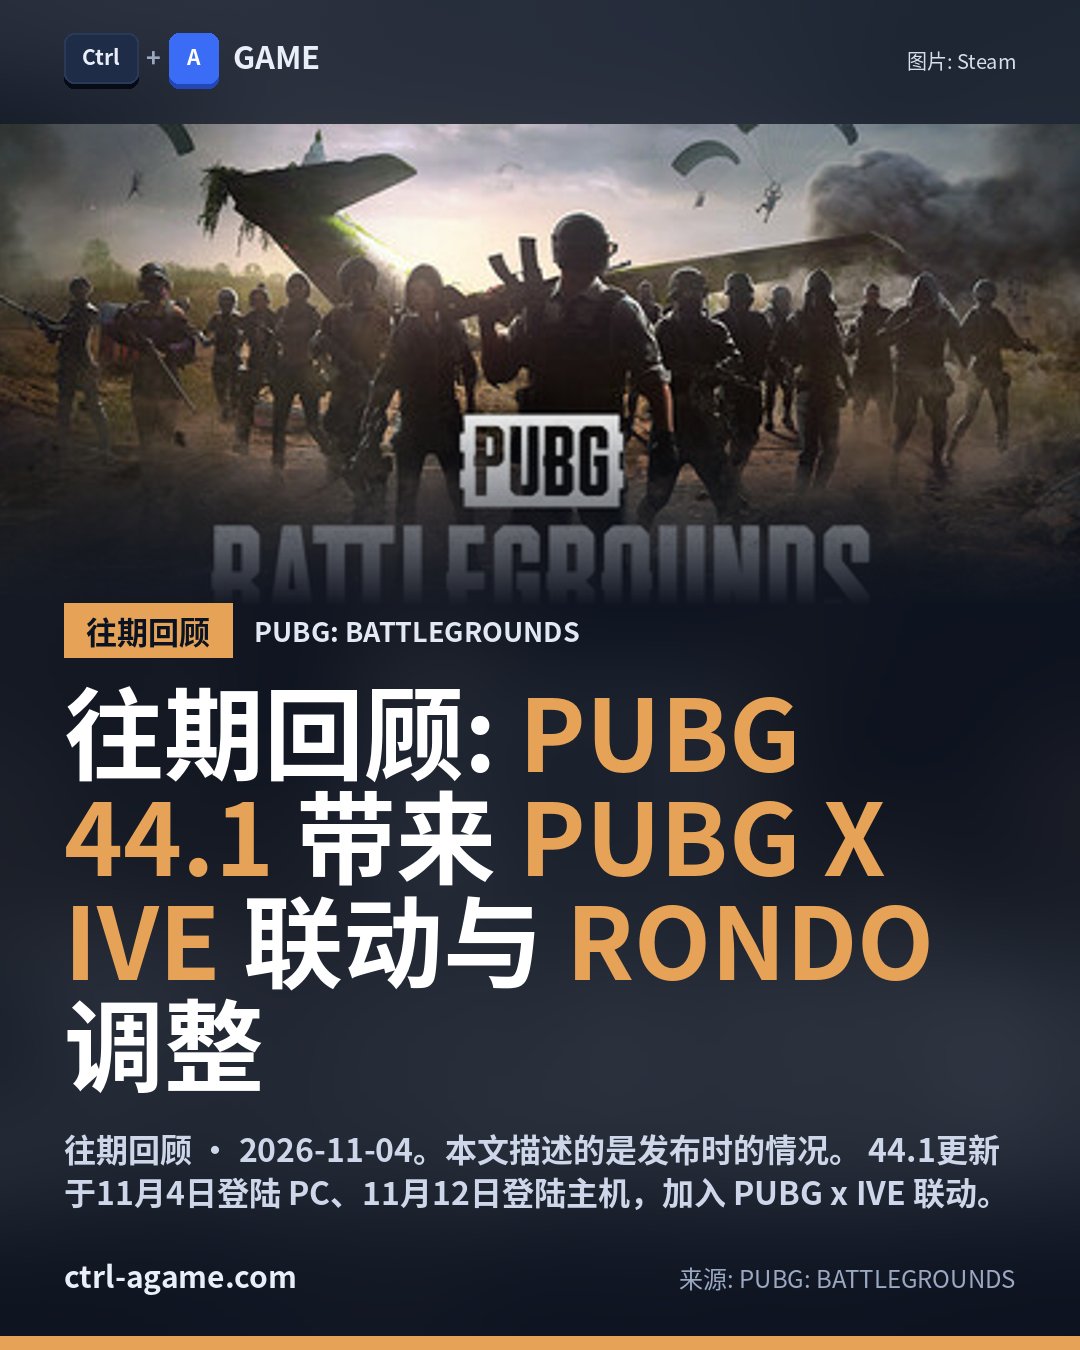 Ctrl + A GAME
图片: Steam
PUBG
BATTLEGROUNDS
往期回顾 PUBG: BATTLEGROUNDS
往期回顾: PUBG
44.1 带来 PUBG X
IVE 联动与 RONDO
调整
往期回顾 · 2026-11-04。本文描述的是发布时的情况。 44.1更新
于11月4日登陆 PC、11月12日登陆主机，加入 PUBG x IVE 联动。
ctrl-agame.com
来源: PUBG: BATTLEGROUNDS